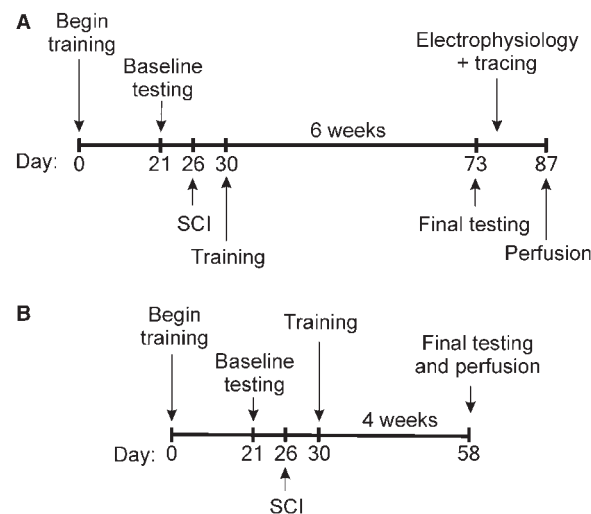 A
Begin
training
Baseline
testing
Electrophysiology
+ tracing
6 weeks
Day: 0 21 26 30 73 87
SCI
Training
Final testing
Perfusion
B
Begin
training
Baseline
testing
Training
Final testing
and perfusion
4 weeks
Day: 0 21 26 30 58
SCI